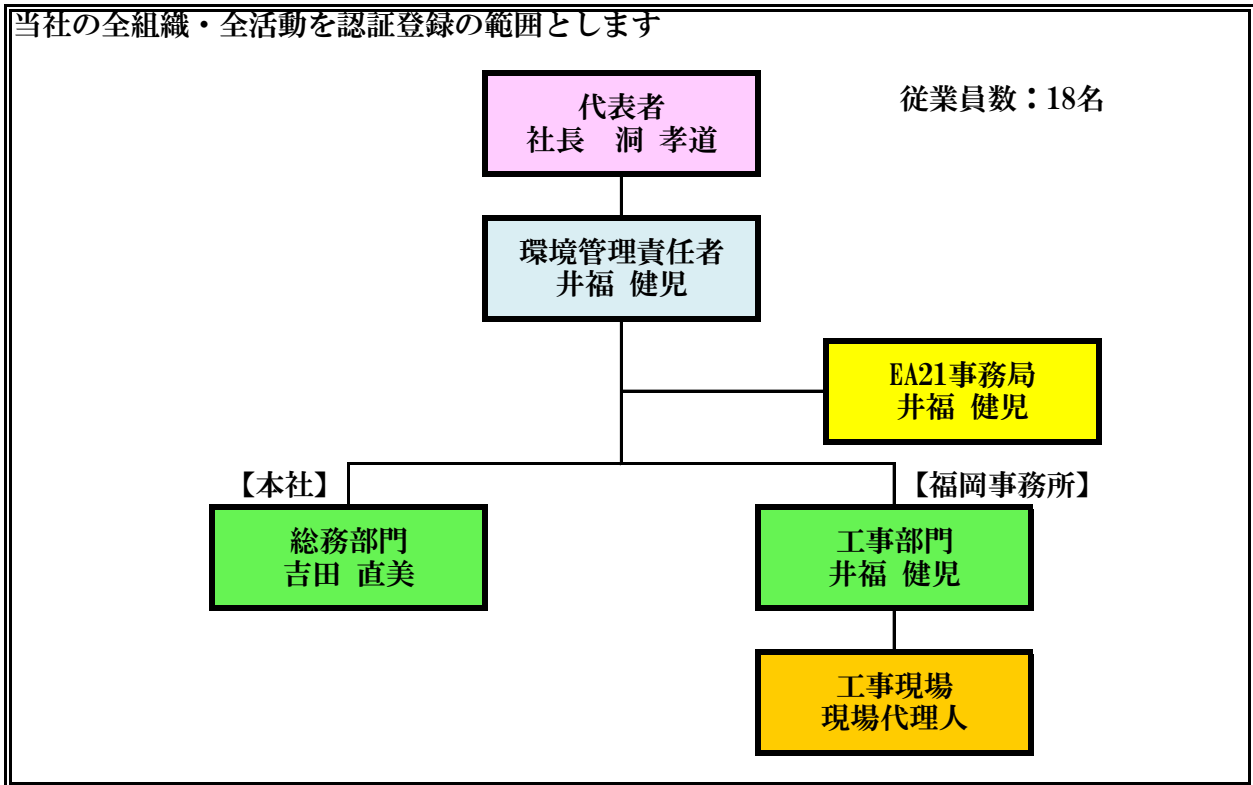 当社の全組織・全活動を認証登録の範囲とします
従業員数：18名
代表者
社長　洞 孝道
環境管理責任者
井福 健児
EA21事務局
井福 健児
【本社】
【福岡事務所】
総務部門
吉田 直美
工事部門
井福 健児
工事現場
現場代理人